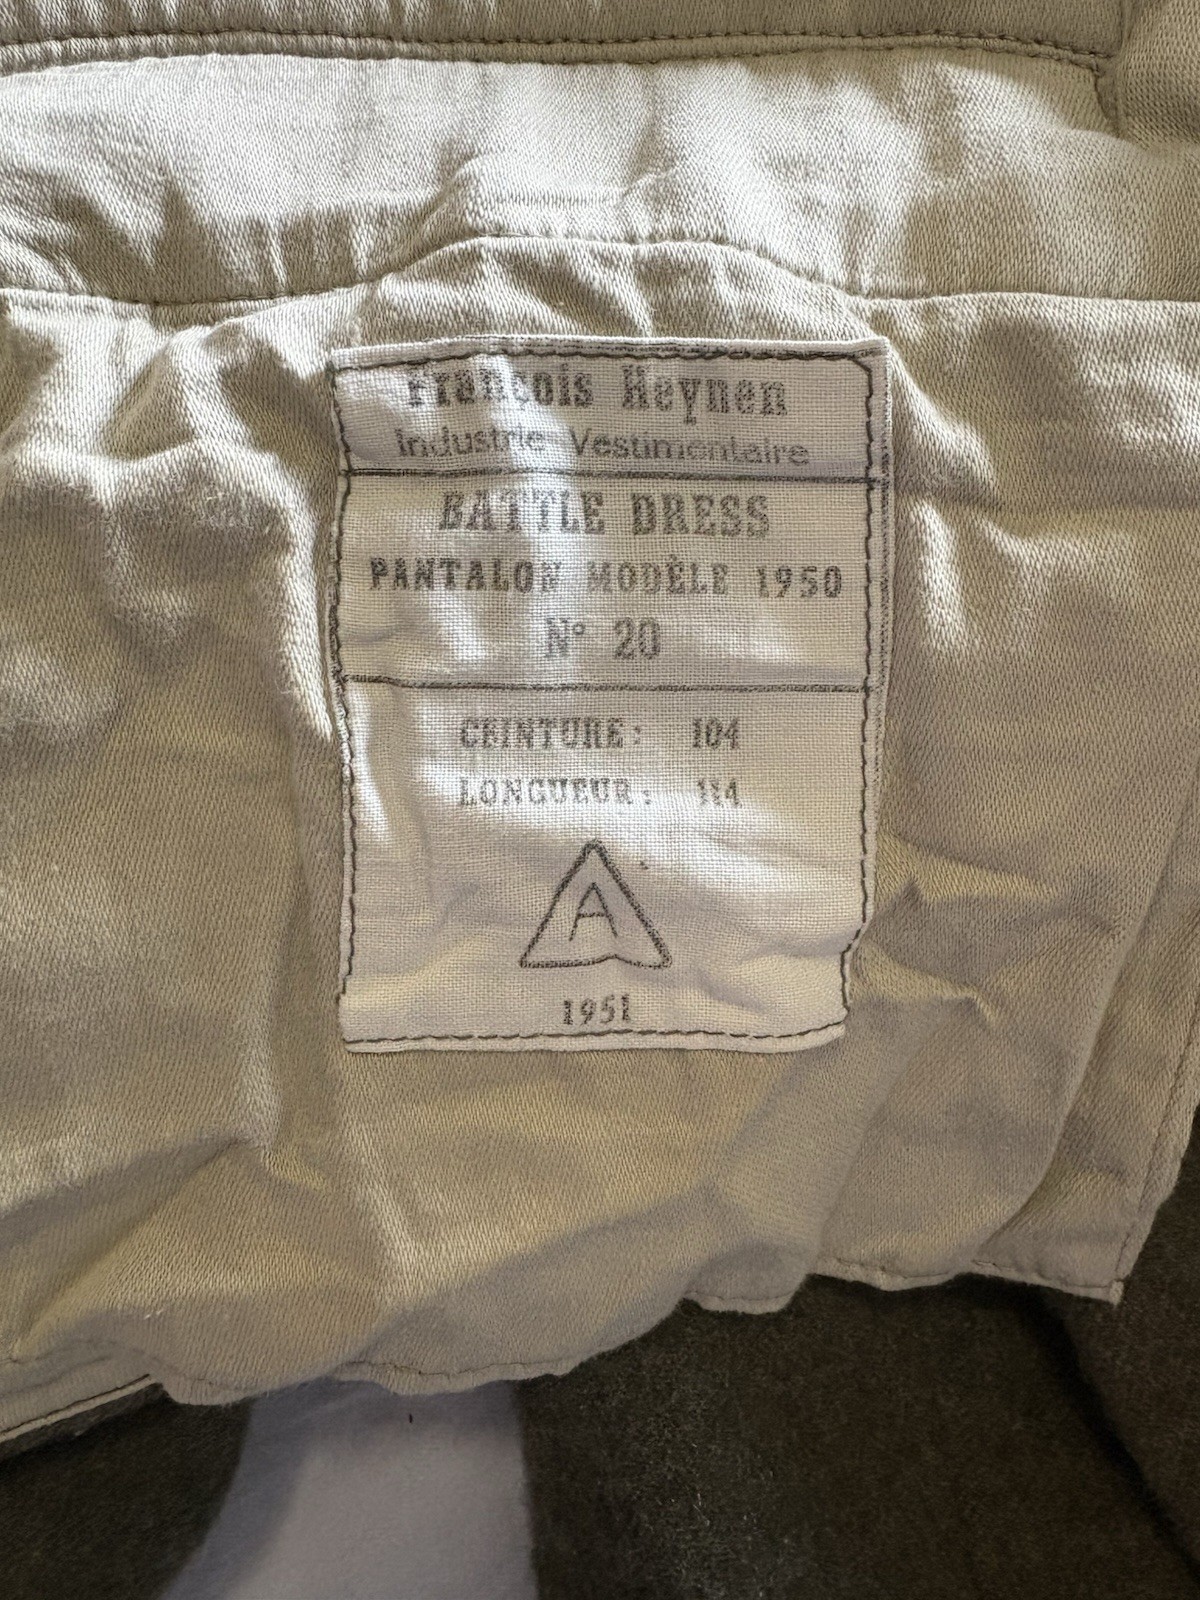 François Heynen
Industrie Vestimentaire
BATTLE DRESS
PANTALON MODÈLE 1950
N° 20
CEINTURE: 104
LONGUEUR: 114
A
1951